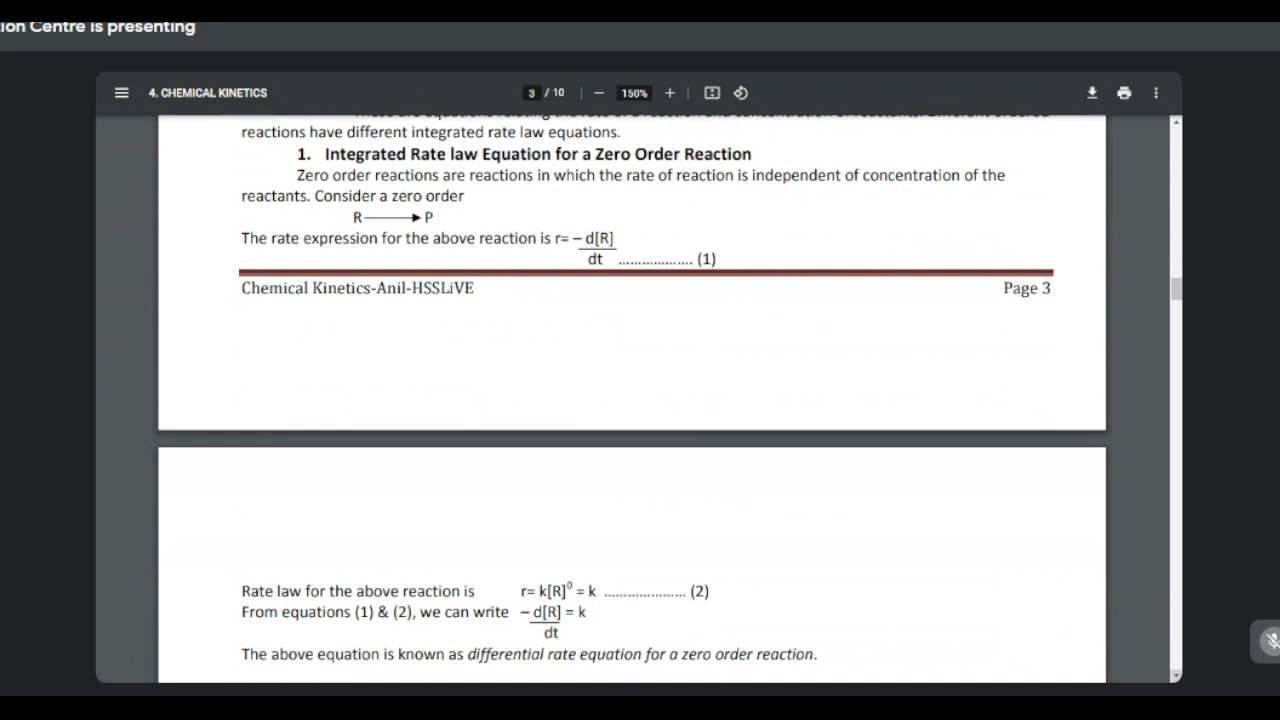 ion Centre is presenting
4. CHEMICAL KINETICS
3 / 10
150%
reactions have different integrated rate law equations.
1. Integrated Rate law Equation for a Zero Order Reaction
Zero order reactions are reactions in which the rate of reaction is independent of concentration of the
reactants. Consider a zero order
R → P
The rate expression for the above reaction is r= – d[R]
dt ................... (1)
Chemical Kinetics-Anil-HSSLiVE Page 3
Rate law for the above reaction is r= k[R]⁰ = k ..................... (2)
From equations (1) & (2), we can write – d[R] = k
dt
The above equation is known as differential rate equation for a zero order reaction.